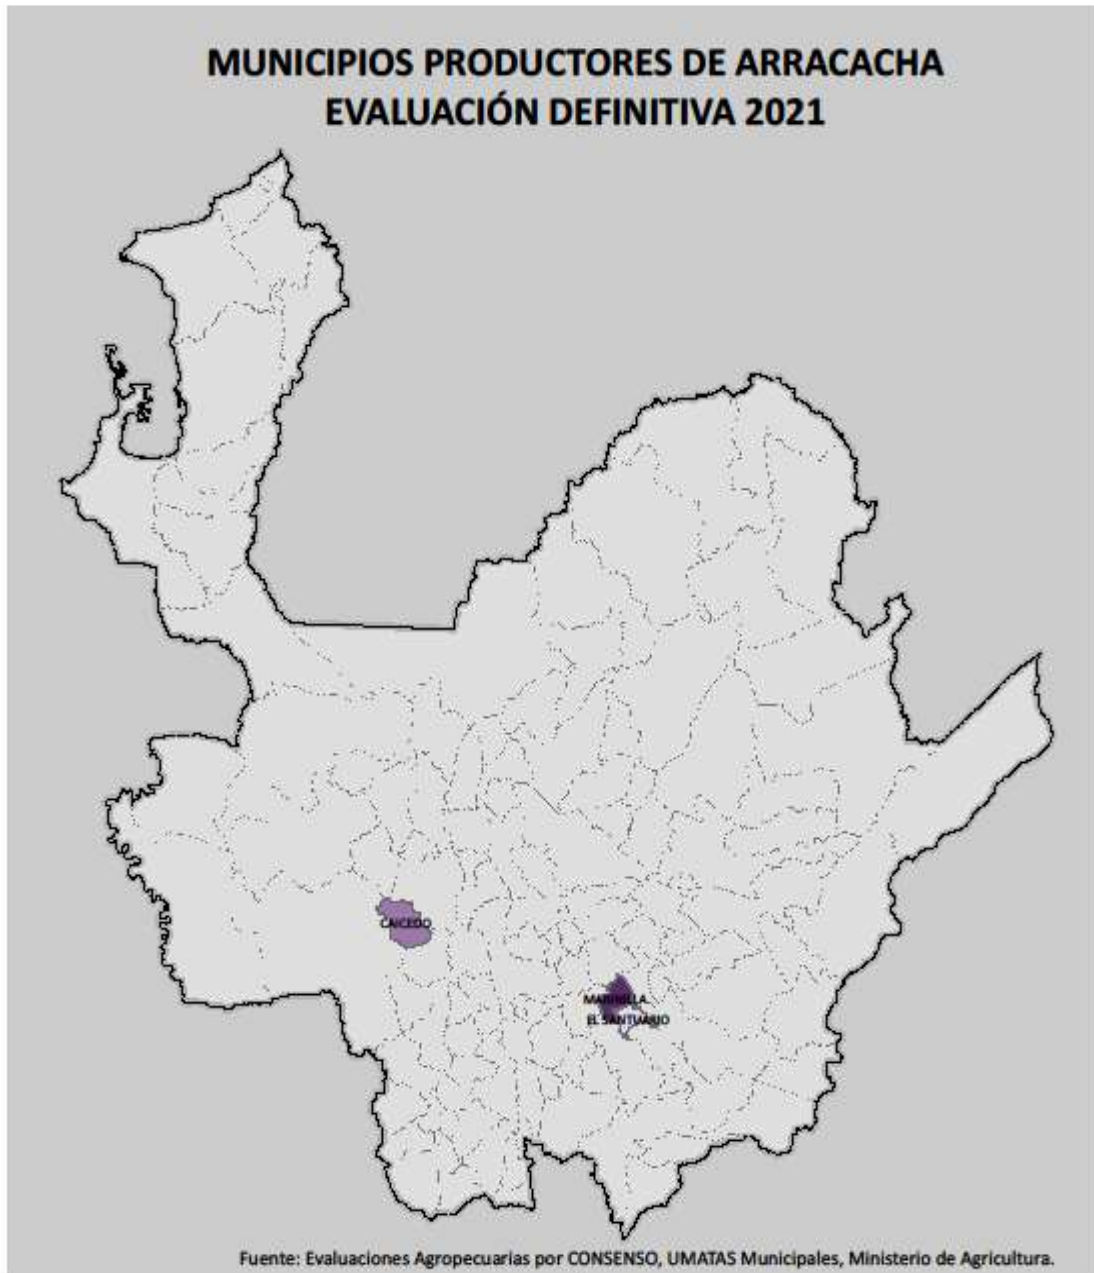 MUNICIPIOS PRODUCTORES DE ARRACACHA
EVALUACIÓN DEFINITIVA 2021
CAICEDO
MARINILLA
EL SANTUARIO
Fuente: Evaluaciones Agropecuarias por CONSENSO, UMATAS Municipales, Ministerio de Agricultura.